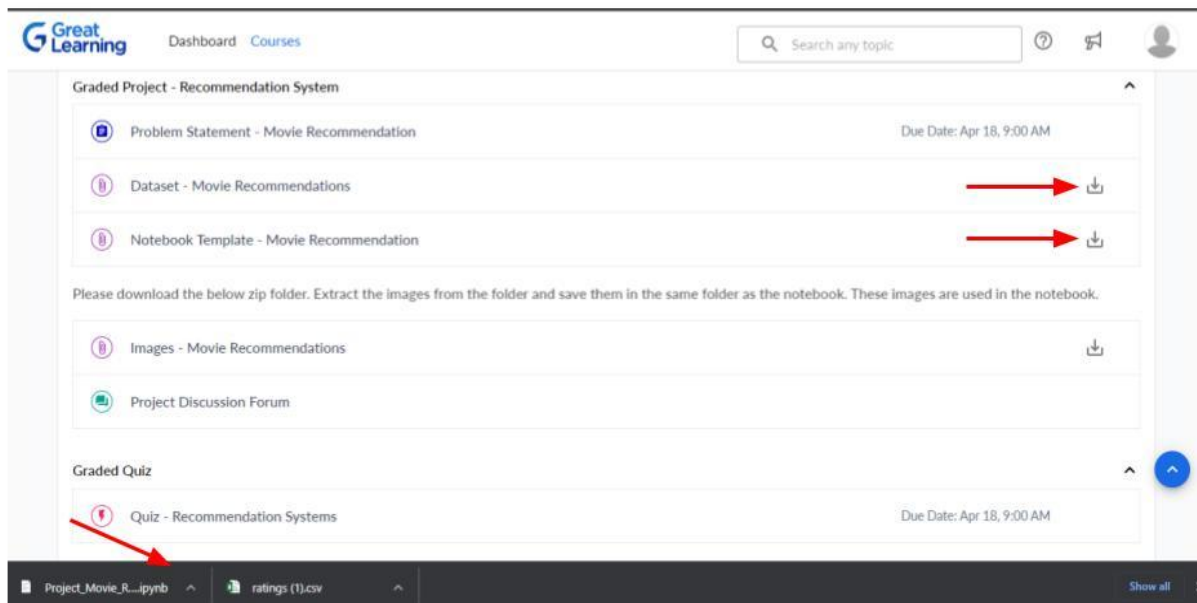 Great Learning
Dashboard Courses
Search any topic
Graded Project - Recommendation System
Problem Statement - Movie Recommendation Due Date: Apr 18, 9:00 AM
Dataset - Movie Recommendations
Notebook Template - Movie Recommendation
Please download the below zip folder. Extract the images from the folder and save them in the same folder as the notebook. These images are used in the notebook.
Images - Movie Recommendations
Project Discussion Forum
Graded Quiz
Quiz - Recommendation Systems Due Date: Apr 18, 9:00 AM
Project_Movie_R....ipynb ratings (1).csv Show all